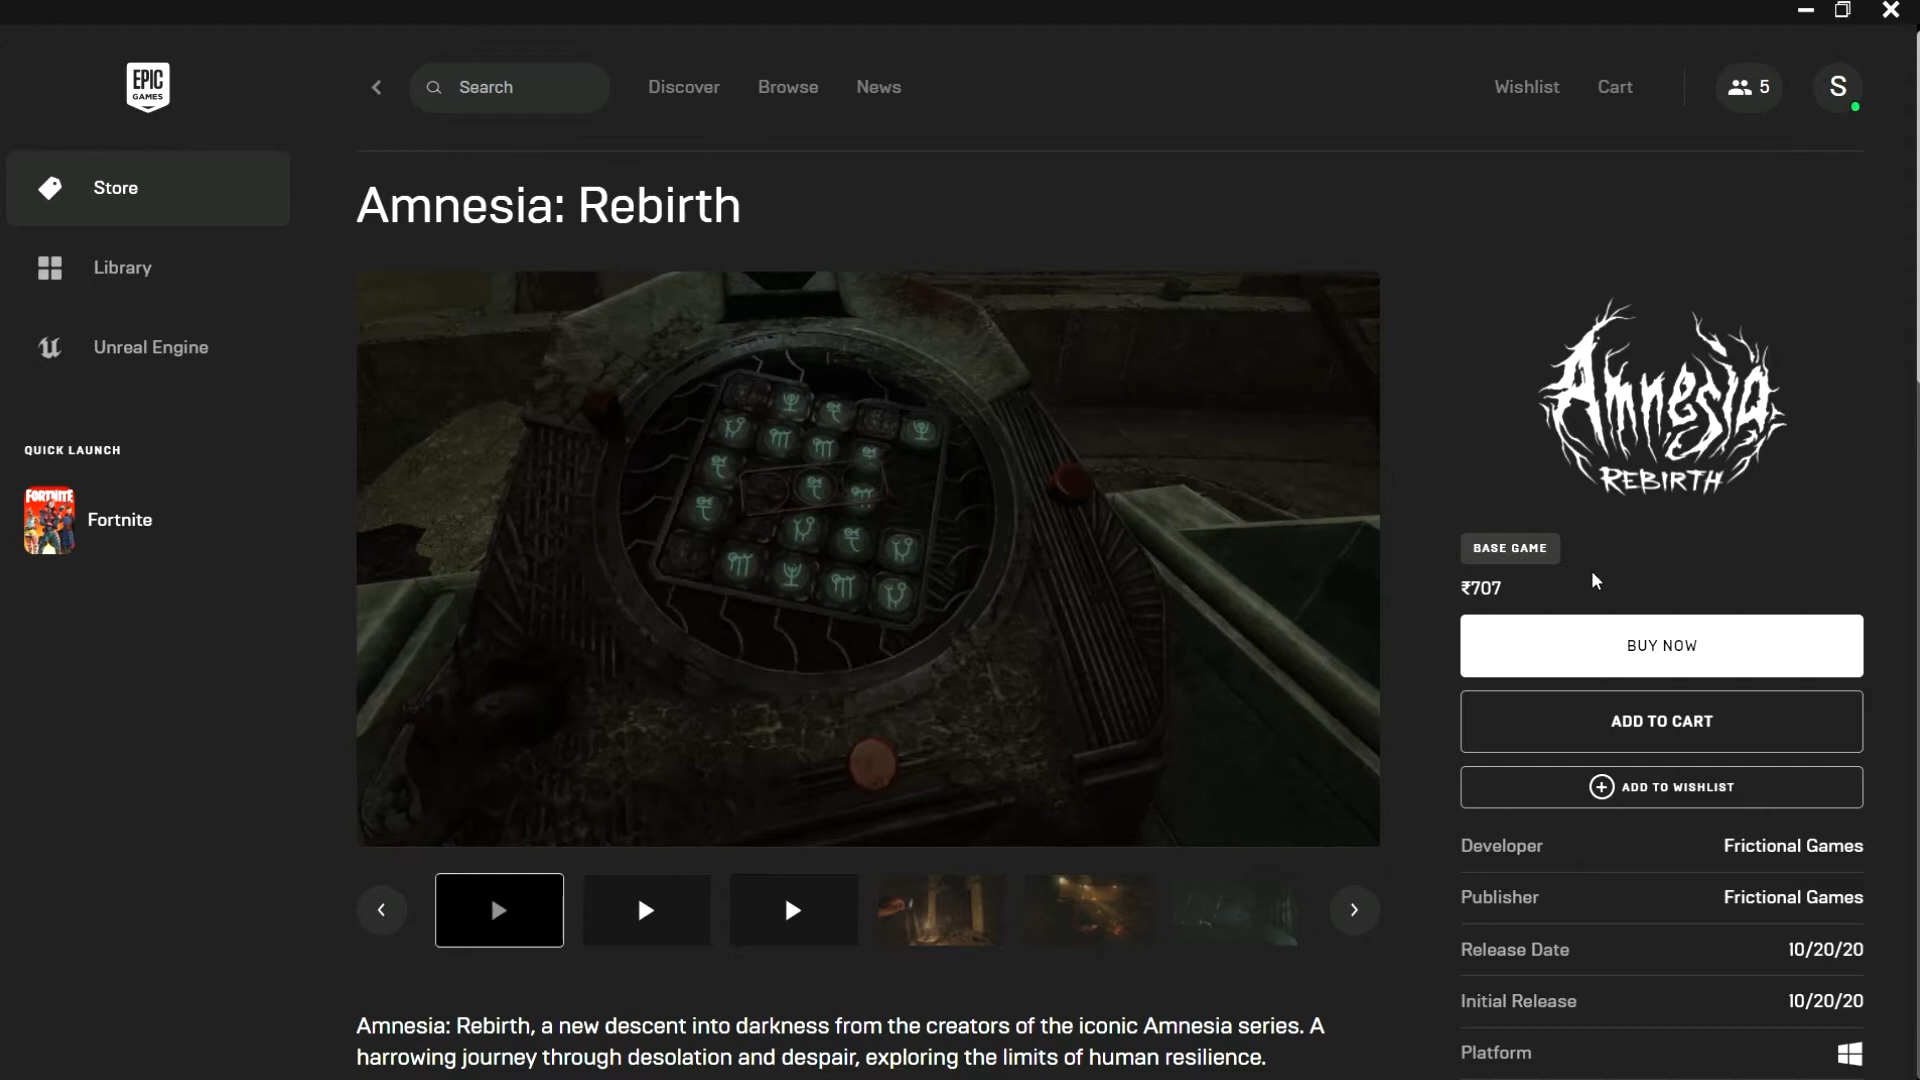 EPIC
GAMES
Search
Discover
Browse
News
Wishlist
Cart
5
S
Store
Library
Unreal Engine
QUICK LAUNCH
FORTNITE
Fortnite
Amnesia: Rebirth
Amnesia
REBIRTH
BASE GAME
₹707
BUY NOW
ADD TO CART
ADD TO WISHLIST
Developer Frictional Games
Publisher Frictional Games
Release Date 10/20/20
Initial Release 10/20/20
Platform
Amnesia: Rebirth, a new descent into darkness from the creators of the iconic Amnesia series. A
harrowing journey through desolation and despair, exploring the limits of human resilience.